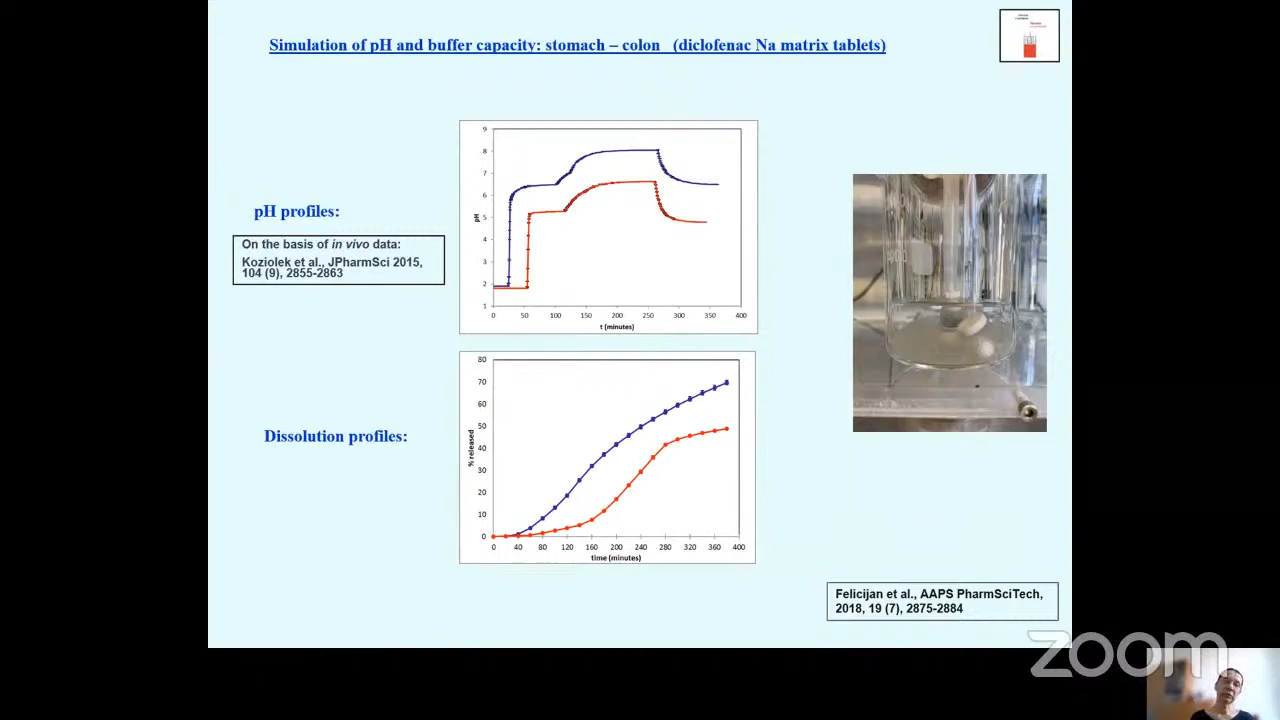 Simulation of pH and buffer capacity: stomach – colon (diclofenac Na matrix tablets)
pH profiles:
On the basis of in vivo data:
Koziolek et al., JPharmSci 2015,
104 (9), 2855-2863
9
8
7
6
5
4
3
2
1
pH
0 50 100 150 200 250 300 350 400
t (minutes)
Dissolution profiles:
80
70
60
50
40
30
20
10
0
% released
0 40 80 120 160 200 240 280 320 360 400
time (minutes)
Felicijan et al., AAPS PharmSciTech,
2018, 19 (7), 2875-2884
zoom